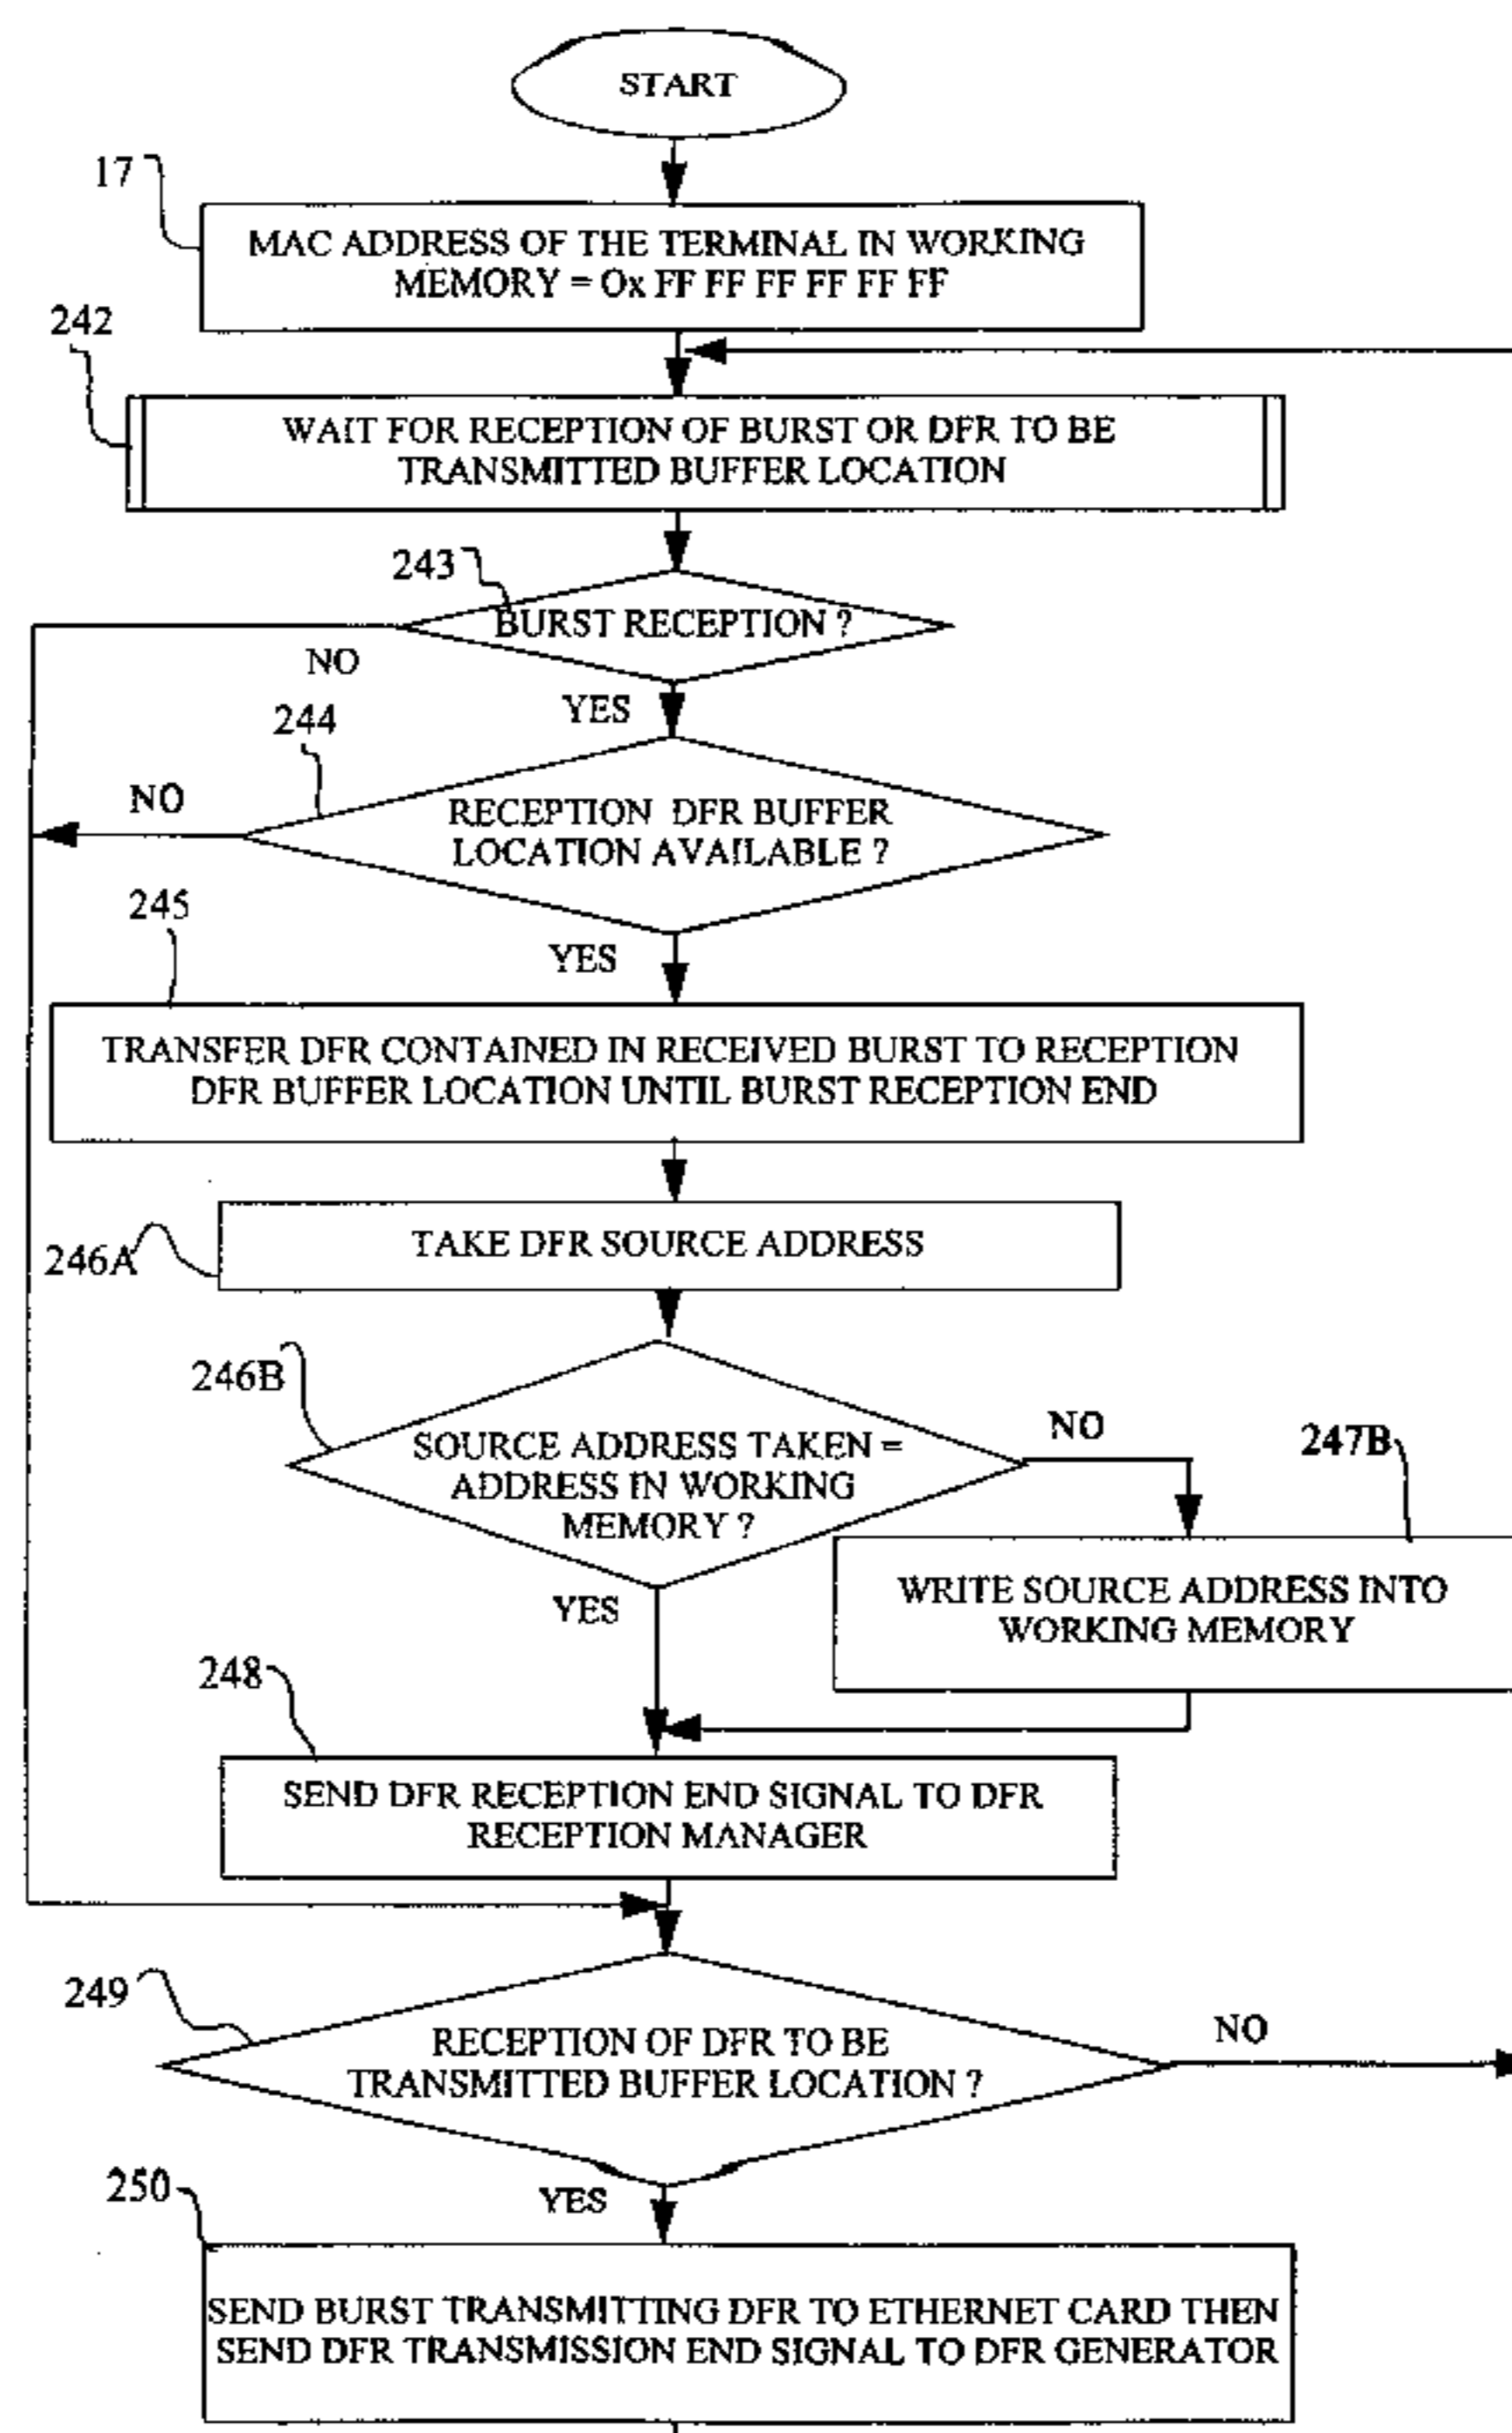 START
17
MAC ADDRESS OF THE TERMINAL IN WORKING
MEMORY = Ox FF FF FF FF FF FF
242
WAIT FOR RECEPTION OF BURST OR DFR TO BE
TRANSMITTED BUFFER LOCATION
243
BURST RECEPTION ?
NO
YES
244
NO
RECEPTION DFR BUFFER
LOCATION AVAILABLE ?
245
YES
TRANSFER DFR CONTAINED IN RECEIVED BURST TO RECEPTION
DFR BUFFER LOCATION UNTIL BURST RECEPTION END
246A
TAKE DFR SOURCE ADDRESS
246B
SOURCE ADDRESS TAKEN =
ADDRESS IN WORKING
MEMORY ?
NO
247B
YES
WRITE SOURCE ADDRESS INTO
WORKING MEMORY
248
SEND DFR RECEPTION END SIGNAL TO DFR
RECEPTION MANAGER
249
RECEPTION OF DFR TO BE
TRANSMITTED BUFFER LOCATION ?
NO
250
YES
SEND BURST TRANSMITTING DFR TO ETHERNET CARD THEN
SEND DFR TRANSMISSION END SIGNAL TO DFR GENERATOR